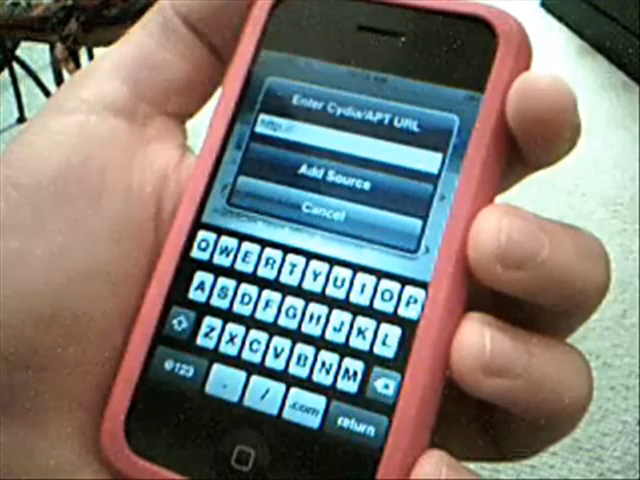 Enter Cydia/APT URL
http://
Add Source
Cancel
Q W E R T Y U I O P
A S D F G H J K L
Z X C V B N M
@123 . / .com return